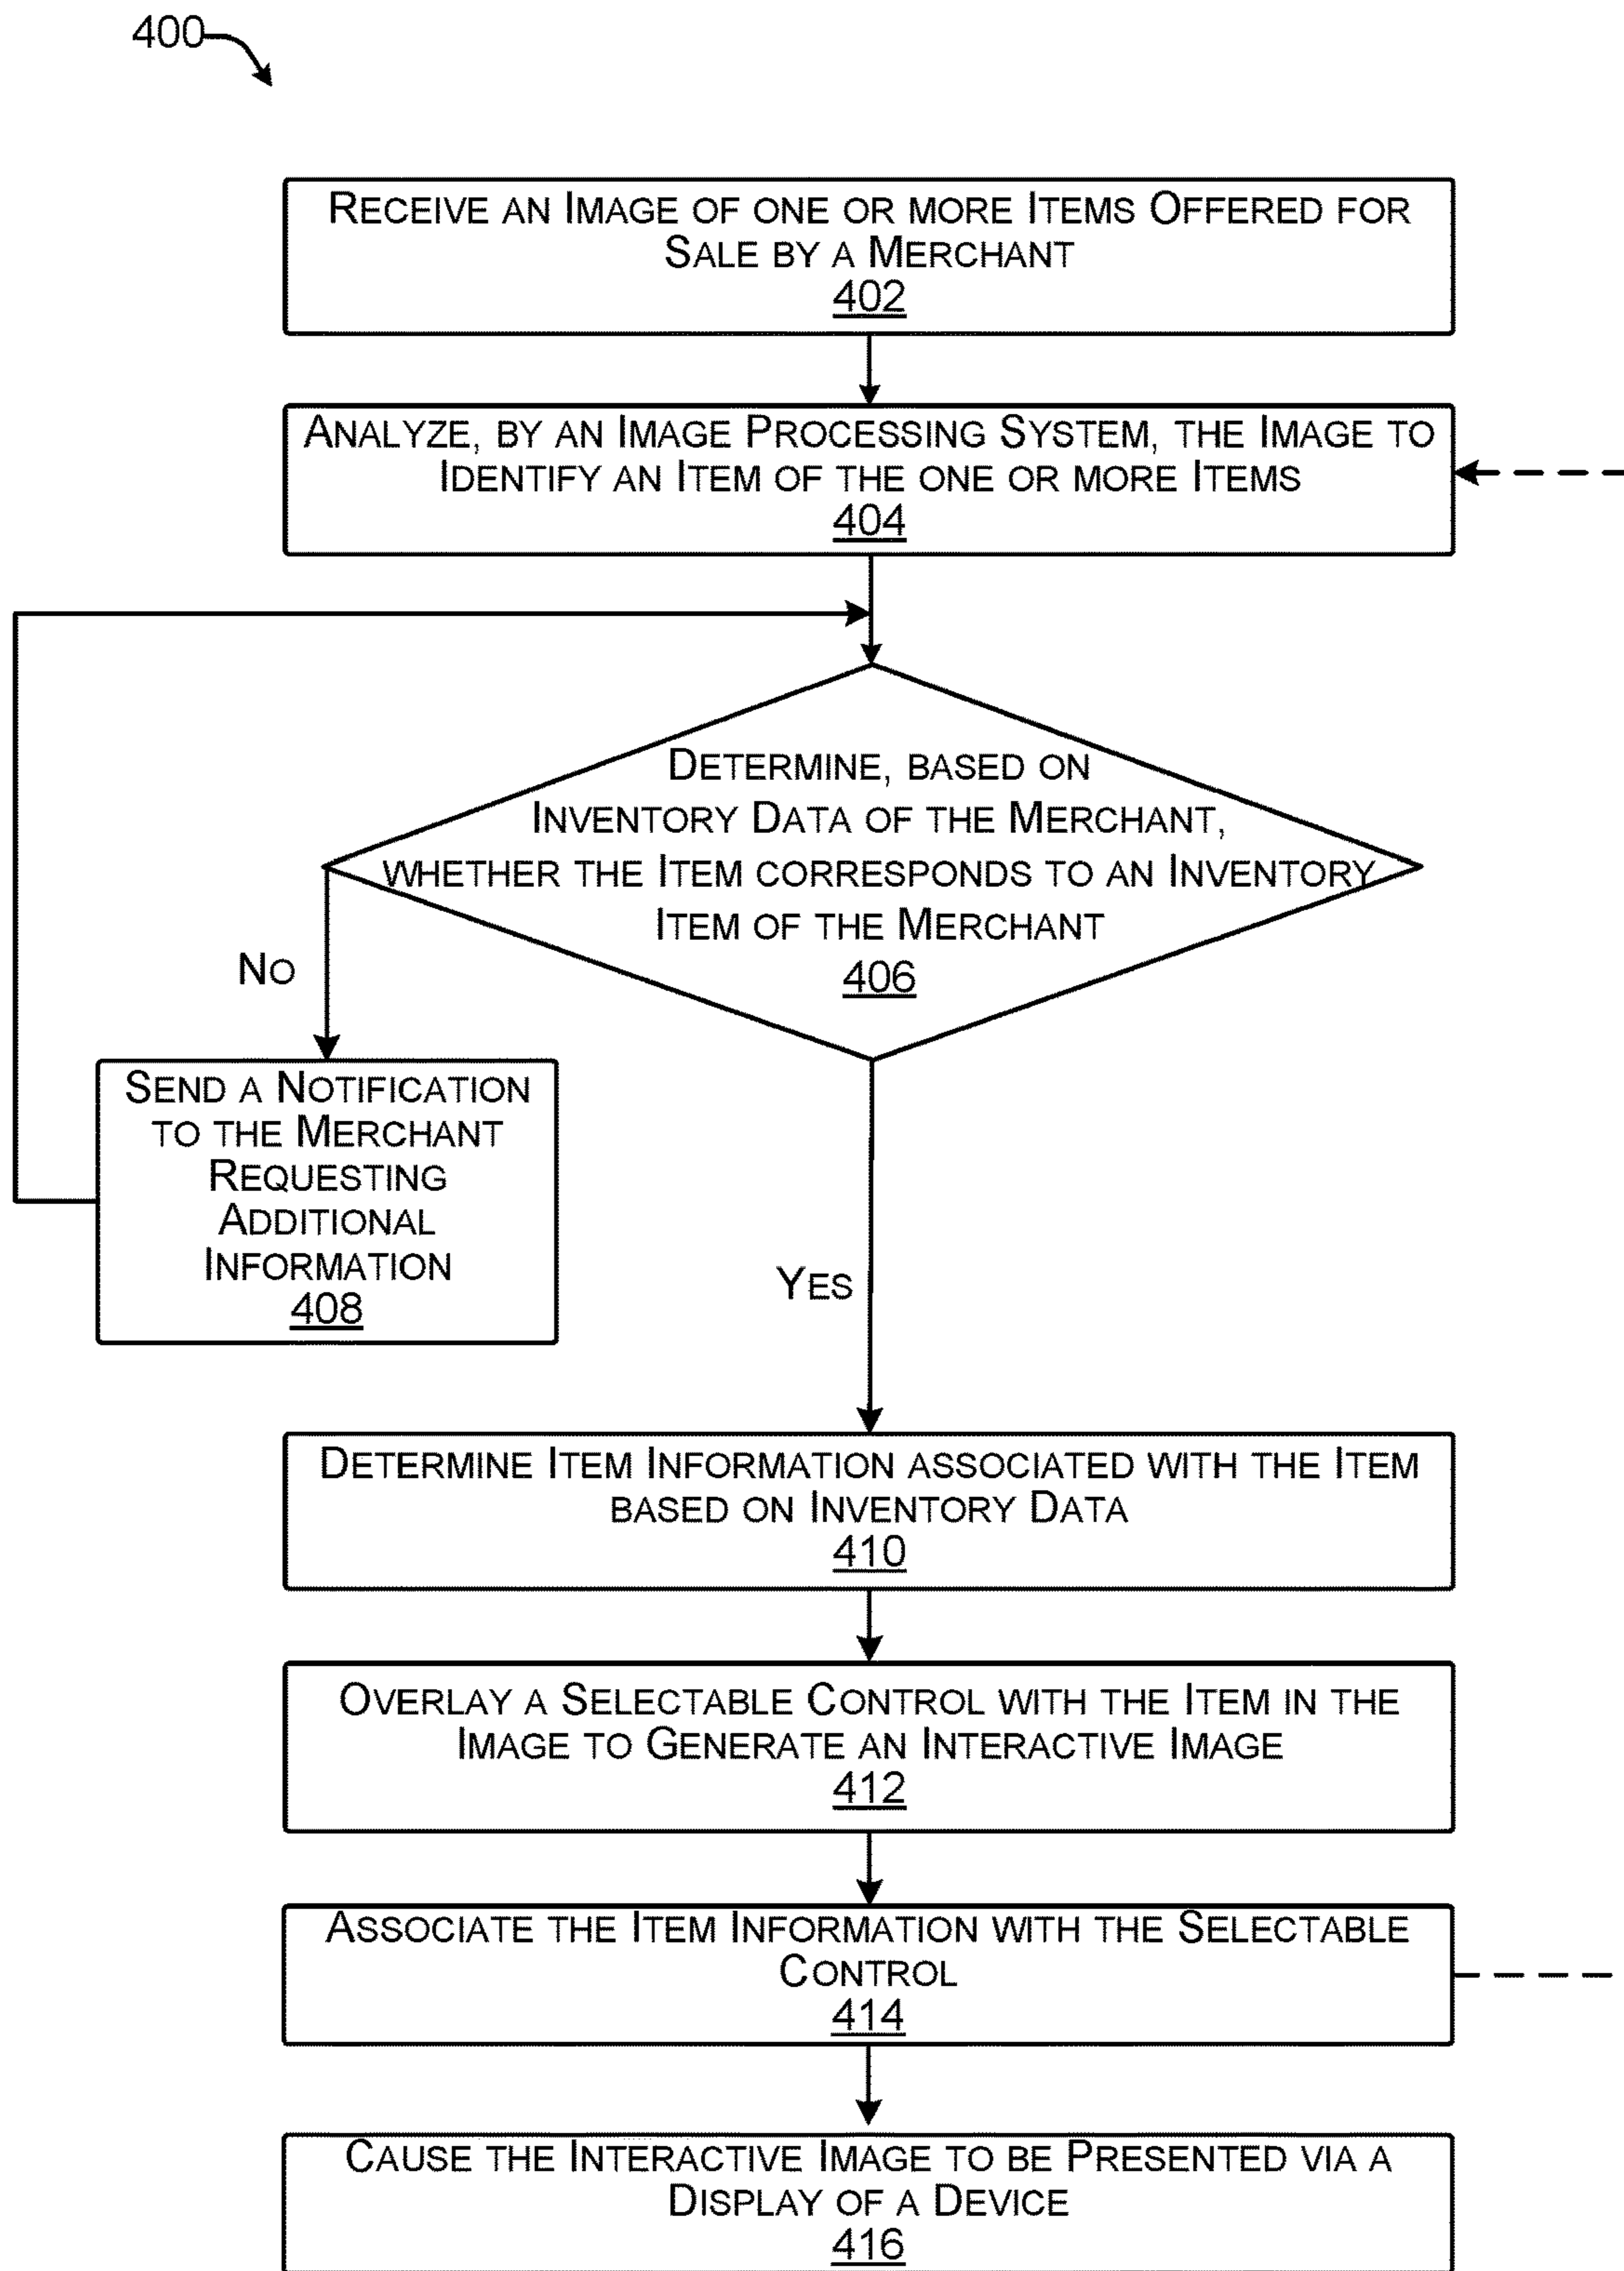 400
Receive an Image of one or more Items Offered for
Sale by a Merchant
402
Analyze, by an Image Processing System, the Image to
Identify an Item of the one or more Items
404
Determine, based on
Inventory Data of the Merchant,
whether the Item corresponds to an Inventory
Item of the Merchant
406
No
Send a Notification
to the Merchant
Requesting
Additional
Information
408
Yes
Determine Item Information associated with the Item
based on Inventory Data
410
Overlay a Selectable Control with the Item in the
Image to Generate an Interactive Image
412
Associate the Item Information with the Selectable
Control
414
Cause the Interactive Image to be Presented via a
Display of a Device
416